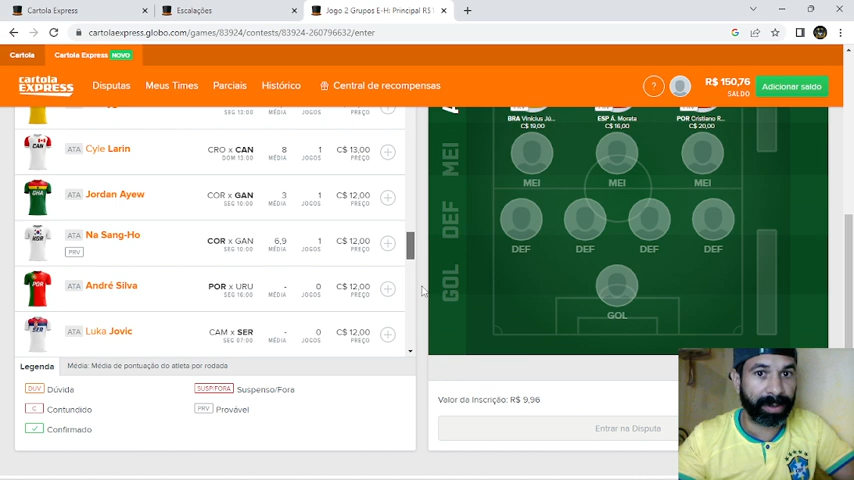 Cartola Express
Escalações
Jogo 2 Grupos E-H: Principal R$
cartolaexpress.globo.com/games/83924/contests/83924-260796632/enter
Cartola
Cartola Express NOVO
cartola EXPRESS
Disputas
Meus Times
Parciais
Histórico
Central de recompensas
?
R$ 150,76
SALDO
Adicionar saldo
SEG 13:00 MÉDIA JOGOS PREÇO
CAN
ATA Cyle Larin CRO x CAN 8 1 C$ 13,00
DOM 13:00 MÉDIA JOGOS PREÇO
GHA
ATA Jordan Ayew COR x GAN 3 1 C$ 12,00
SEG 10:00 MÉDIA JOGOS PREÇO
KOR
ATA Na Sang-Ho COR x GAN 6,9 1 C$ 12,00
PRV
SEG 10:00 MÉDIA JOGOS PREÇO
POR
ATA André Silva POR x URU - 0 C$ 12,00
SEG 16:00 MÉDIA JOGOS PREÇO
SER
ATA Luka Jovic CAM x SER - 0 C$ 12,00
SEG 07:00 MÉDIA JOGOS PREÇO
BRA Vinícius Jú...
C$ 19,00
ESP Á. Morata
C$ 16,00
POR Cristiano R...
C$ 20,00
MEI
MEI MEI MEI
DEF
DEF DEF DEF DEF
GOL
GOL
Legenda
Média: Média de pontuação do atleta por rodada
DUV Dúvida
SUSP/FORA Suspenso/Fora
C Contundido
PRV Provável
Confirmado
Valor da Inscrição: R$ 9,96
Entrar na Disputa